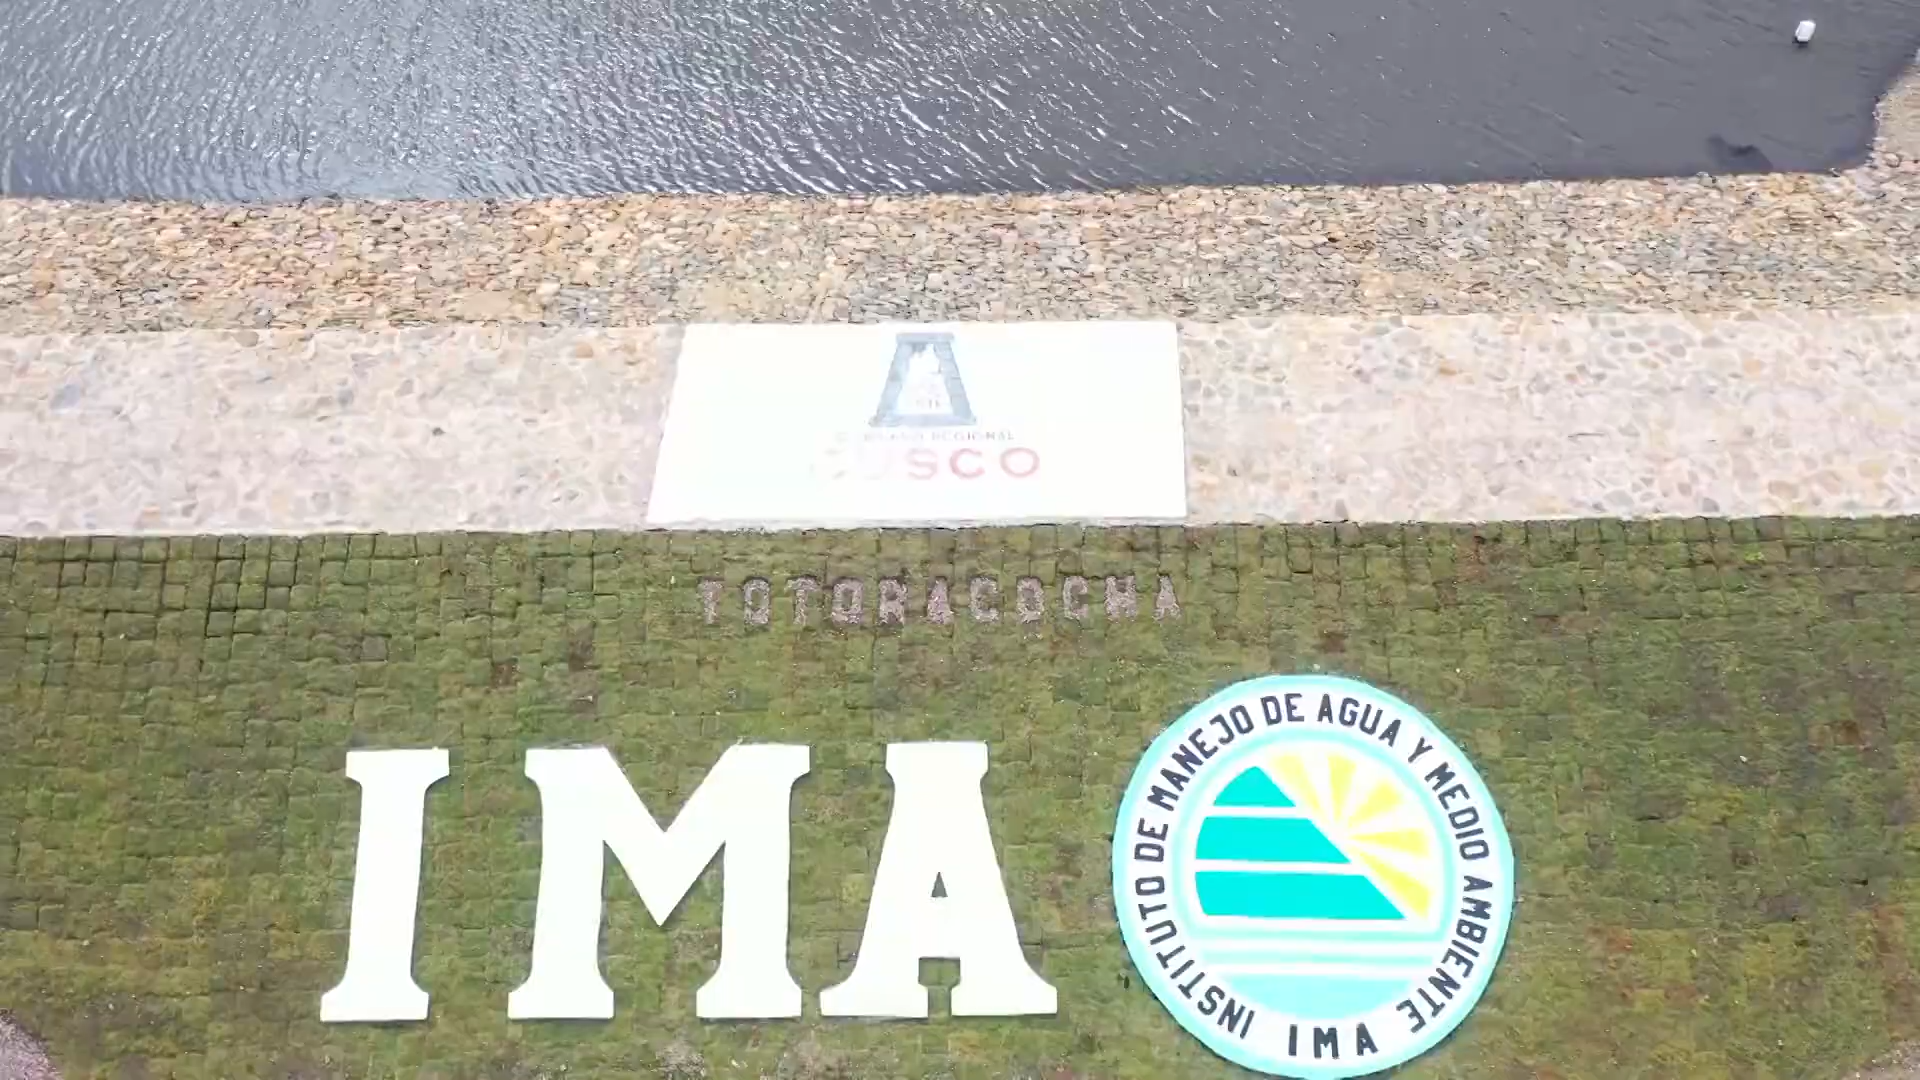 GOBIERNO REGIONAL
CUSCO
TOTORACOCHA
IMA
INSTITUTO DE MANEJO DE AGUA Y MEDIO AMBIENTE
IMA